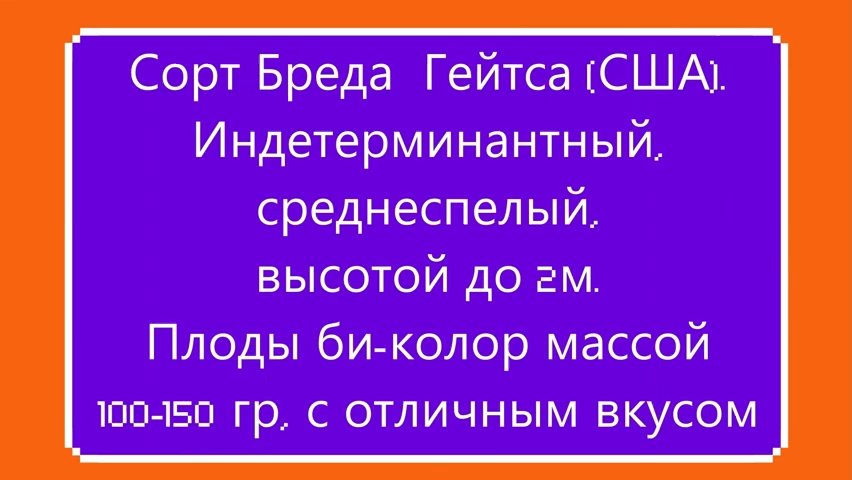 Сорт Бреда Гейтса (США).
Индетерминантный,
среднеспелый,
высотой до 2м.
Плоды би-колор массой
100-150 гр, с отличным вкусом